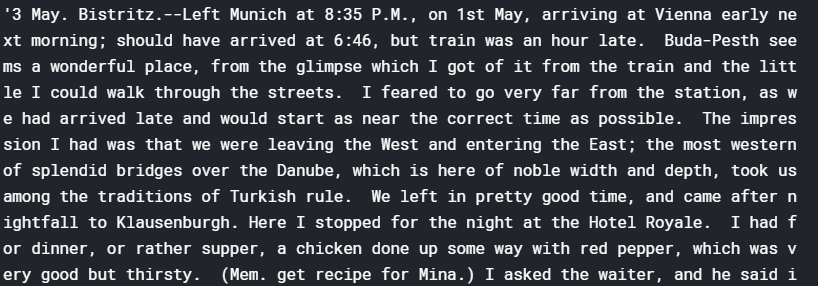 '3 May. Bistritz.--Left Munich at 8:35 P.M., on 1st May, arriving at Vienna early ne
xt morning; should have arrived at 6:46, but train was an hour late.  Buda-Pesth see
ms a wonderful place, from the glimpse which I got of it from the train and the litt
le I could walk through the streets.  I feared to go very far from the station, as w
e had arrived late and would start as near the correct time as possible.  The impres
sion I had was that we were leaving the West and entering the East; the most western
of splendid bridges over the Danube, which is here of noble width and depth, took us
among the traditions of Turkish rule.  We left in pretty good time, and came after n
ightfall to Klausenburgh. Here I stopped for the night at the Hotel Royale.  I had f
or dinner, or rather supper, a chicken done up some way with red pepper, which was v
ery good but thirsty.  (Mem. get recipe for Mina.) I asked the waiter, and he said i